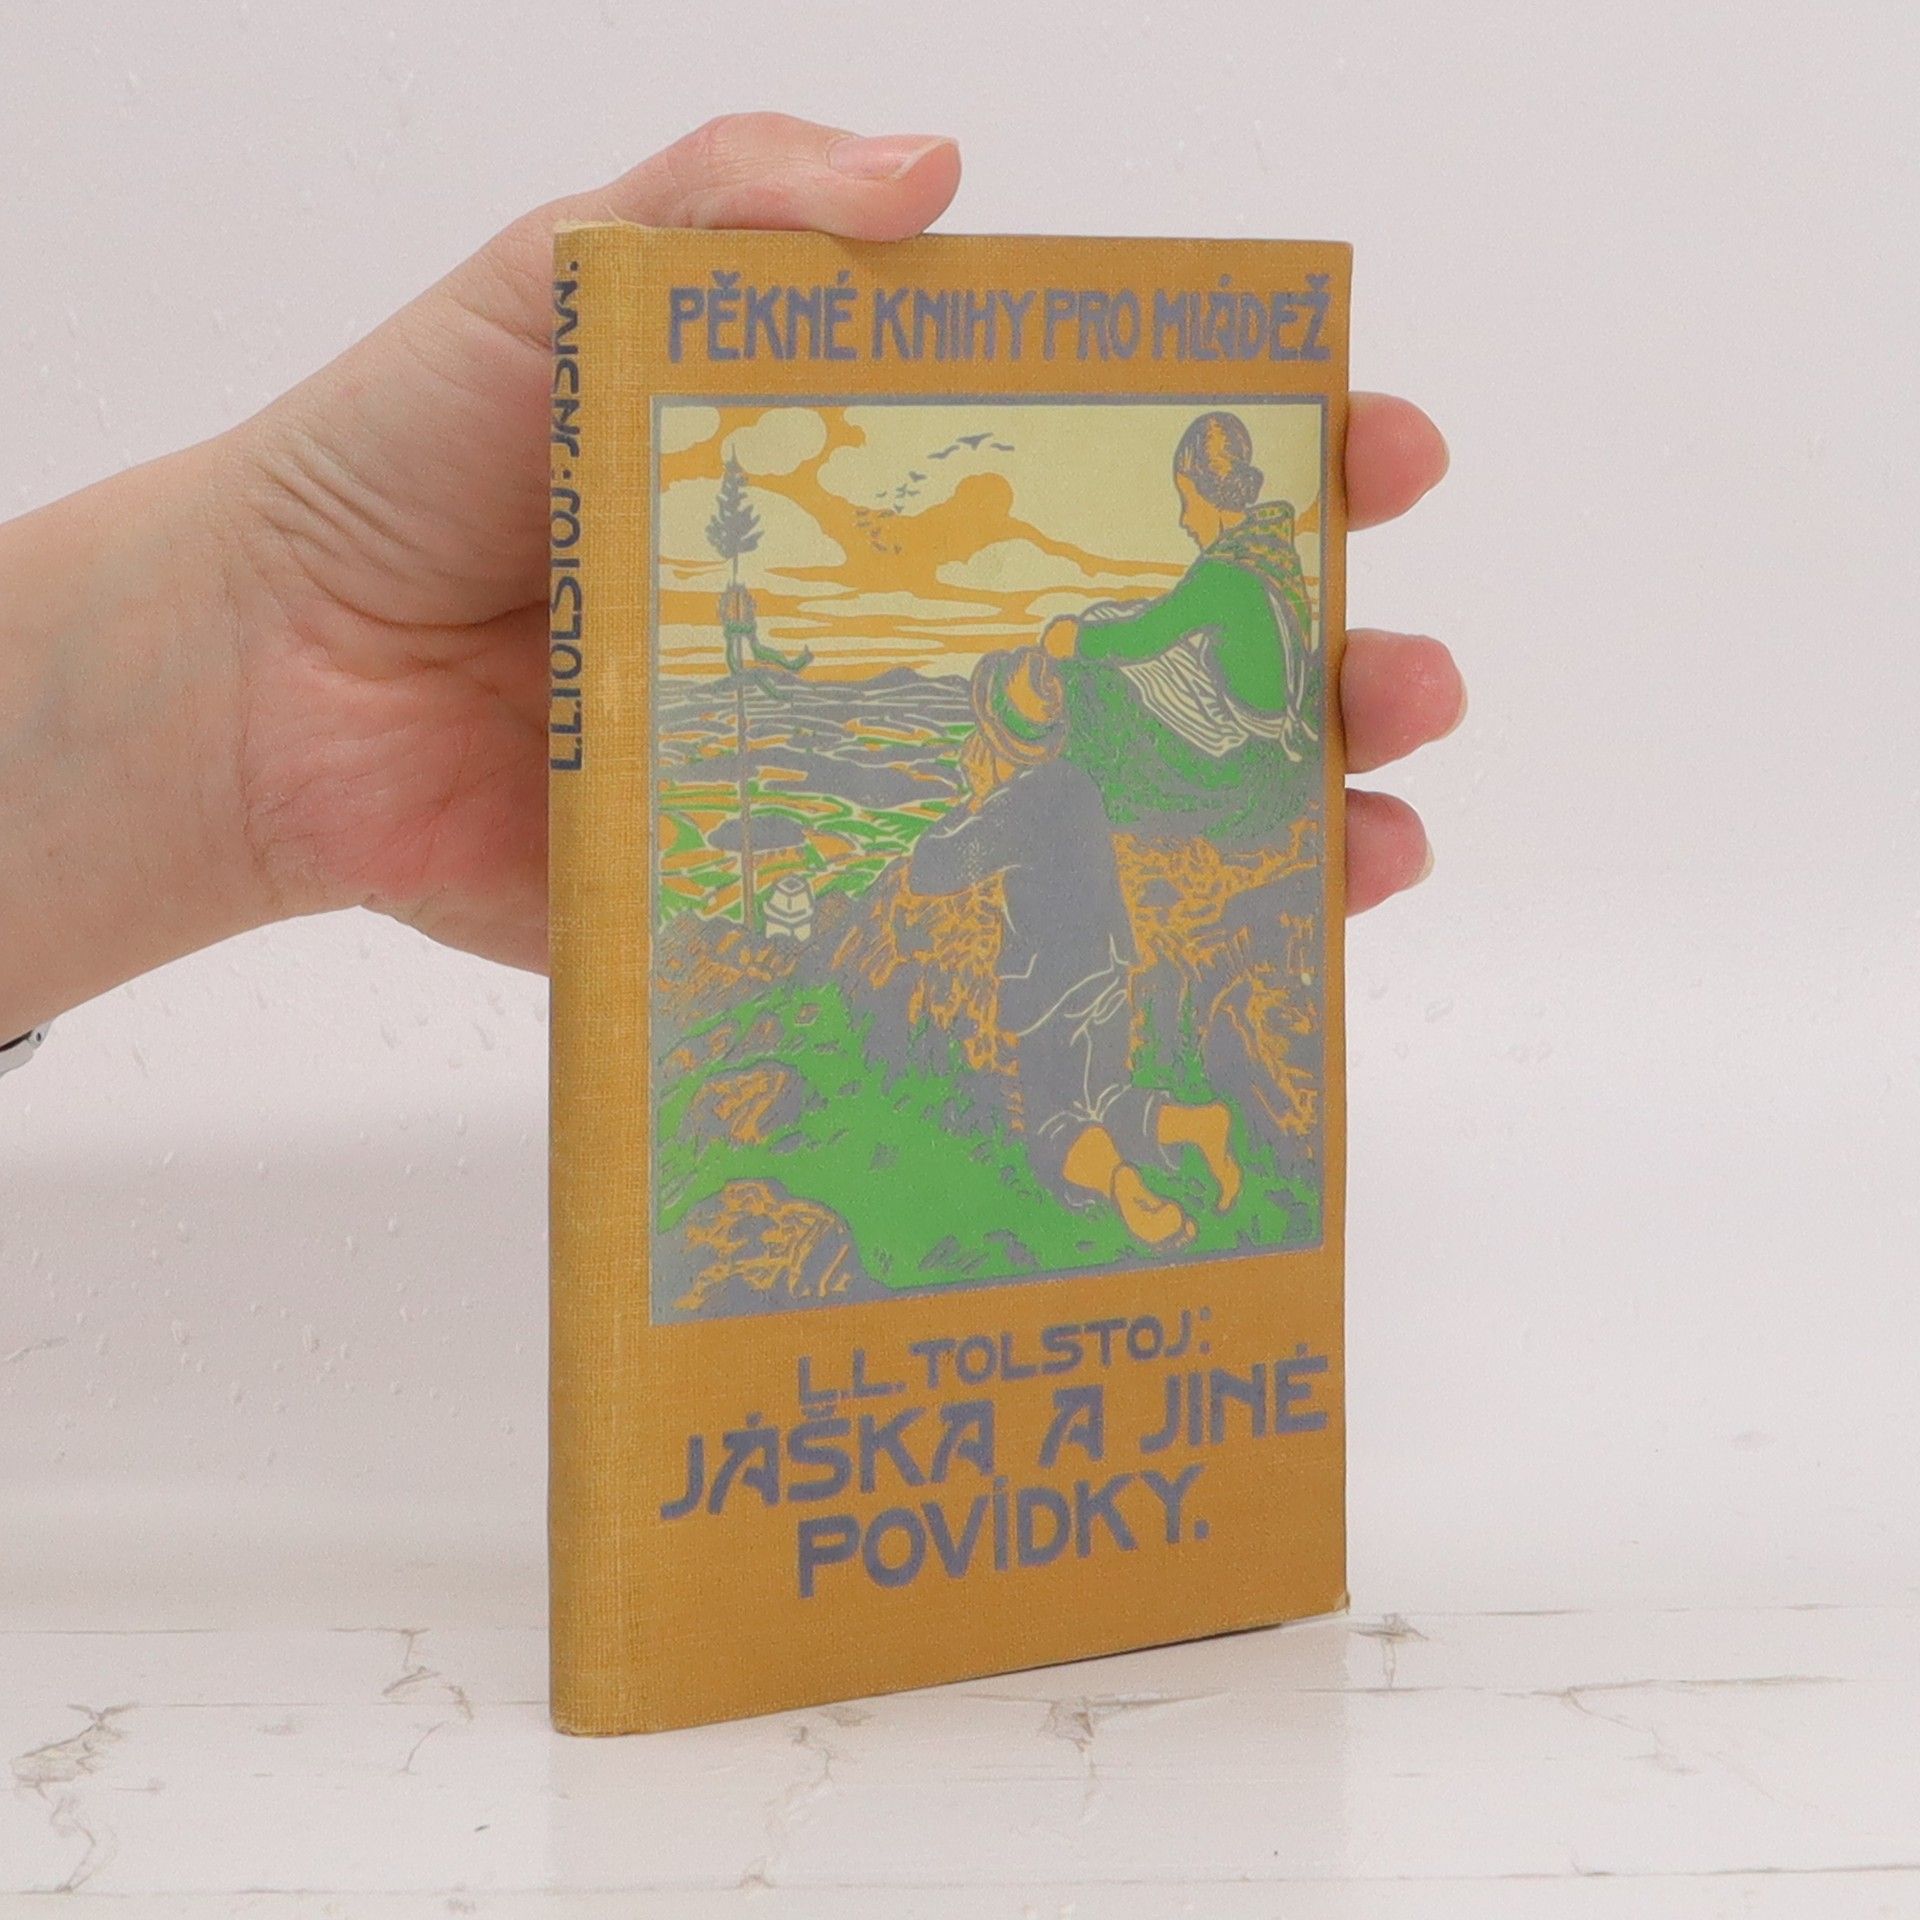 PĚKNÉ KNIHY PRO MLÁDEŽ
L.L.TOLSTOJ:
JÁŠKA A JINÉ
POVÍDKY.
L.L.TOLSTOJ: JÁŠKA.